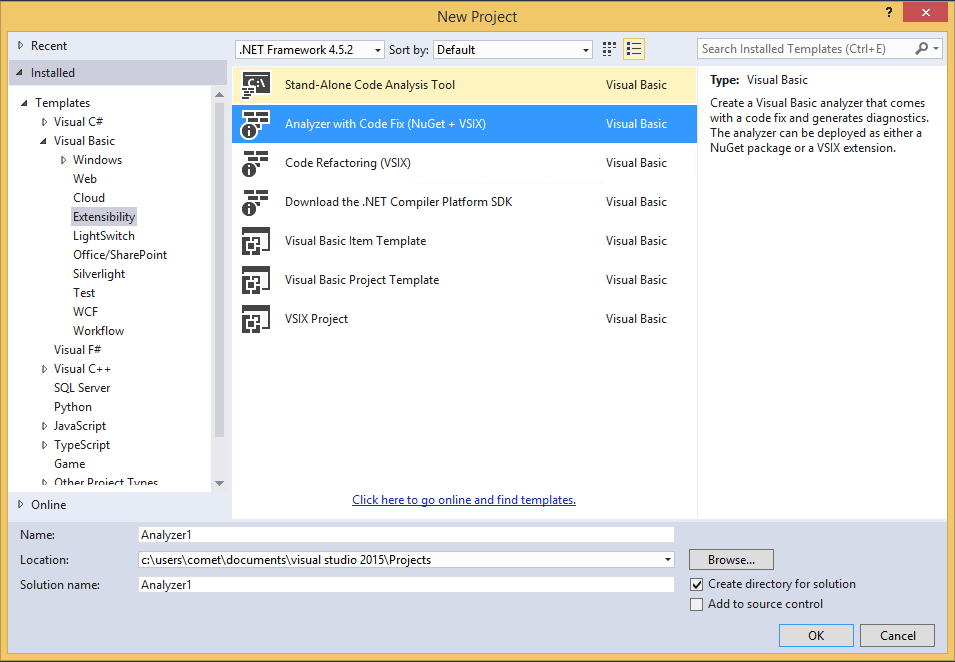 New Project
?
Recent
Installed
Templates
Visual C#
Visual Basic
Windows
Web
Cloud
Extensibility
LightSwitch
Office/SharePoint
Silverlight
Test
WCF
Workflow
Visual F#
Visual C++
SQL Server
Python
JavaScript
TypeScript
Game
Other Project Types
Online
.NET Framework 4.5.2 Sort by: Default
C:\
Stand-Alone Code Analysis Tool Visual Basic
Analyzer with Code Fix (NuGet + VSIX) Visual Basic
Code Refactoring (VSIX) Visual Basic
Download the .NET Compiler Platform SDK Visual Basic
Visual Basic Item Template Visual Basic
Visual Basic Project Template Visual Basic
VSIX Project Visual Basic
Click here to go online and find templates.
Search Installed Templates (Ctrl+E)
Type: Visual Basic
Create a Visual Basic analyzer that comes
with a code fix and generates diagnostics.
The analyzer can be deployed as either a
NuGet package or a VSIX extension.
Name: Analyzer1
Location: c:\users\comet\documents\visual studio 2015\Projects Browse...
Solution name: Analyzer1 Create directory for solution
Add to source control
OK Cancel